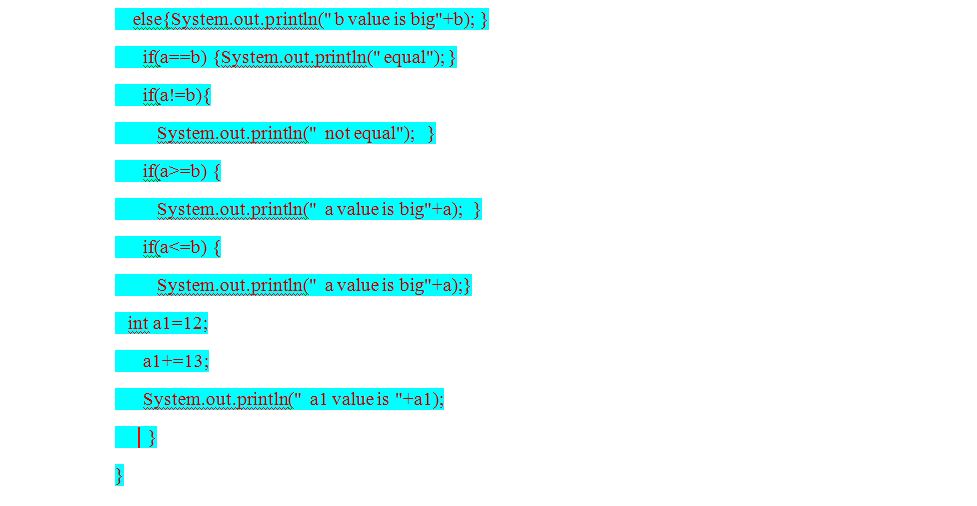 else{System.out.println(" b value is big"+b); }
if(a==b) {System.out.println(" equal"); }
if(a!=b){
System.out.println("  not equal");  }
if(a>=b) {
System.out.println("  a value is big"+a);  }
if(a<=b) {
System.out.println("  a value is big"+a);}
int a1=12;
a1+=13;
System.out.println("  a1 value is "+a1);
}
}